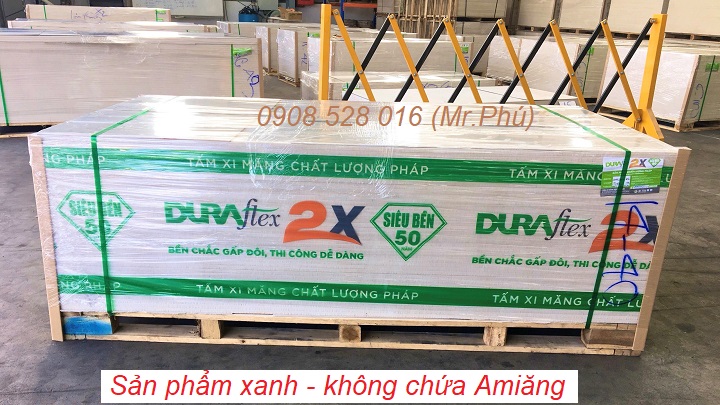 0908 528 016 (Mr.Phú)
PHÁP
TẤM XI MĂNG CHẤT LƯỢNG PHÁP
TẤM XI MĂNG CHẤT
SIÊU BỀN
50
DURAflex 2X
SIÊU BỀN
50
NĂM
DURAflex 2X
BỀN CHẮC GẤP ĐÔI, THI CÔNG DỄ DÀNG
BỀN CHẮC GẤP ĐÔI, THI CÔNG DỄ DÀNG
TẤM XI MĂNG CHẤT LƯỢNG PHÁP
TẤM XI MĂNG CHẤT LƯỢNG
DURA 2X
Sản phẩm xanh - không chứa Amiăng